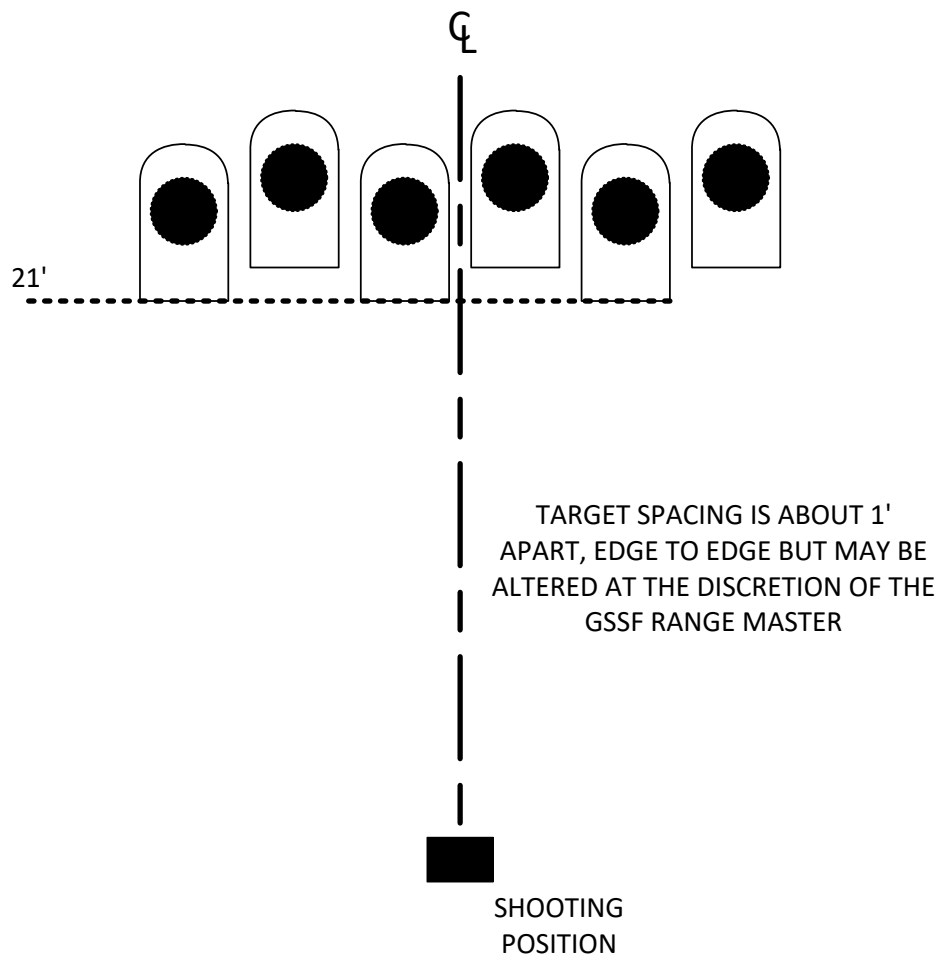 ℄
21'
TARGET SPACING IS ABOUT 1'
APART, EDGE TO EDGE BUT MAY BE
ALTERED AT THE DISCRETION OF THE
GSSF RANGE MASTER
SHOOTING
POSITION